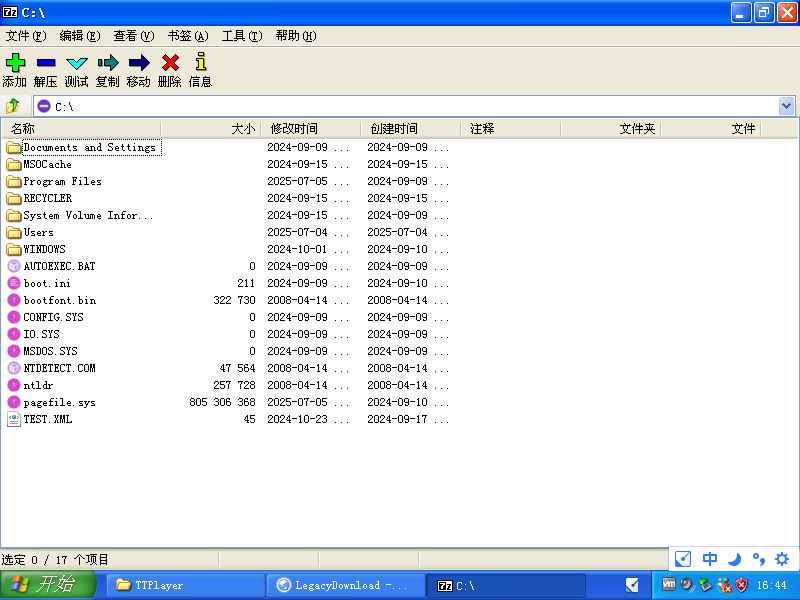 C:\
文件(F) 编辑(E) 查看(V) 书签(A) 工具(T) 帮助(H)
添加 解压 测试 复制 移动 删除 信息
C:\
名称 大小 修改时间 创建时间 注释 文件夹 文件
Documents and Settings 2024-09-09 ... 2024-09-09 ...
MSOCache 2024-09-15 ... 2024-09-15 ...
Program Files 2025-07-05 ... 2024-09-09 ...
RECYCLER 2024-09-15 ... 2024-09-15 ...
System Volume Infor... 2024-09-15 ... 2024-09-09 ...
Users 2025-07-04 ... 2025-07-04 ...
WINDOWS 2024-10-01 ... 2024-09-10 ...
AUTOEXEC.BAT 0 2024-09-09 ... 2024-09-09 ...
boot.ini 211 2024-09-09 ... 2024-09-10 ...
bootfont.bin 322 730 2008-04-14 ... 2008-04-14 ...
CONFIG.SYS 0 2024-09-09 ... 2024-09-09 ...
IO.SYS 0 2024-09-09 ... 2024-09-09 ...
MSDOS.SYS 0 2024-09-09 ... 2024-09-09 ...
NTDETECT.COM 47 564 2008-04-14 ... 2008-04-14 ...
ntldr 257 728 2008-04-14 ... 2008-04-14 ...
pagefile.sys 805 306 368 2025-07-05 ... 2024-09-10 ...
TEST.XML 45 2024-10-23 ... 2024-09-17 ...
选定 0 / 17 个项目
中
开始 TTPlayer LegacyDownload -... C:\ 16:44